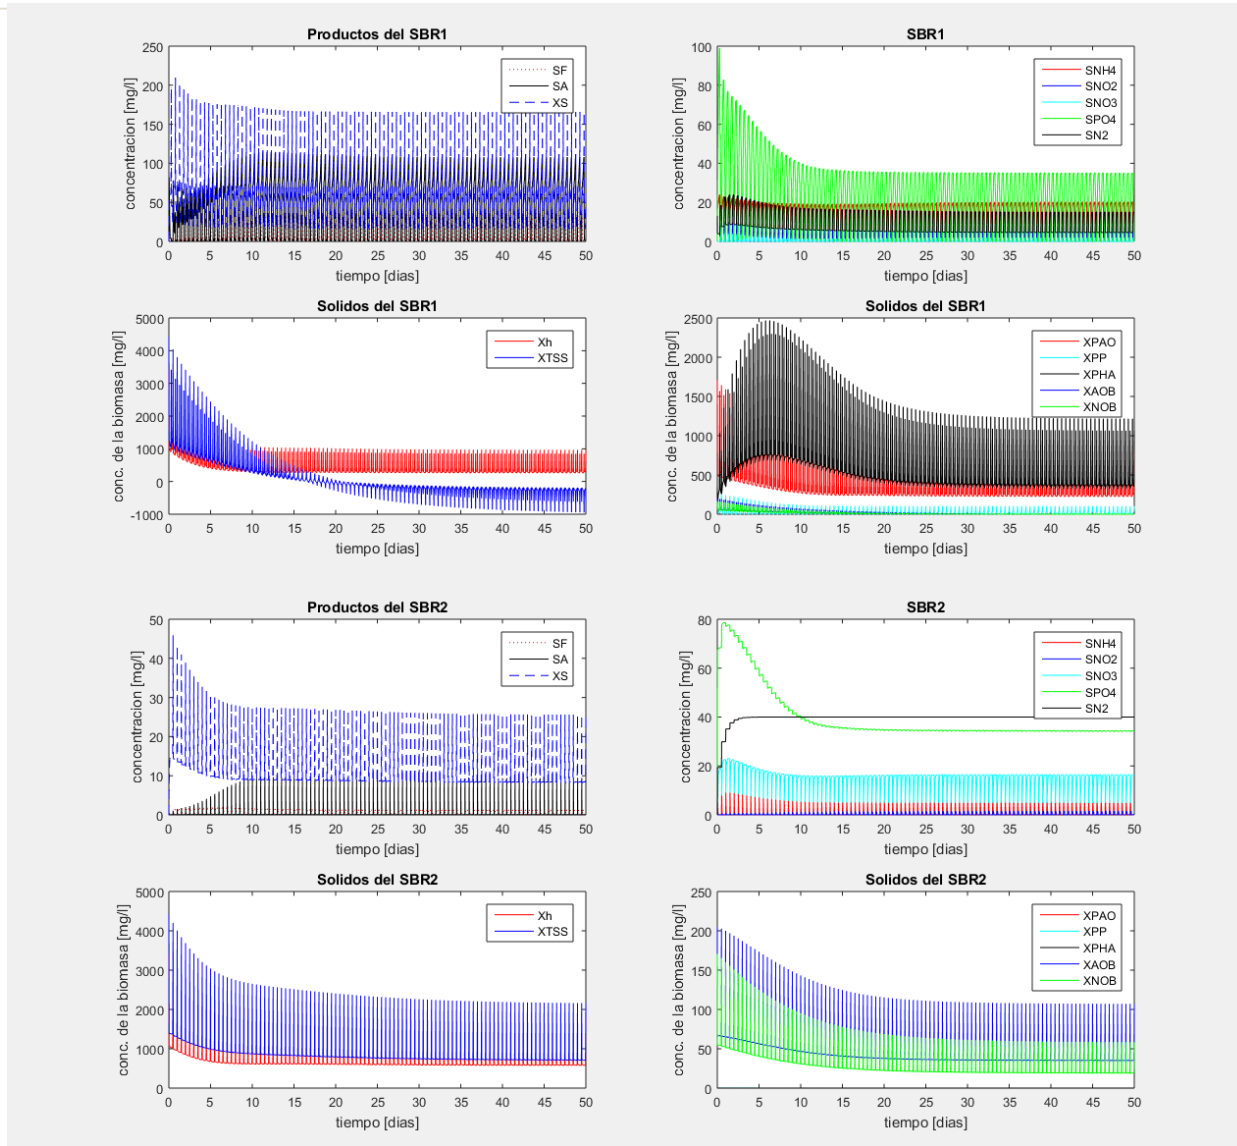 Productos del SBR1
concentracion [mg/l]
250
200
150
100
50
0
SF
SA
XS
0 5 10 15 20 25 30 35 40 45 50
tiempo [dias]
SBR1
concentracion [mg/l]
100
80
60
40
20
0
SNH4
SNO2
SNO3
SPO4
SN2
0 5 10 15 20 25 30 35 40 45 50
tiempo [dias]
Solidos del SBR1
conc. de la biomasa [mg/l]
5000
4000
3000
2000
1000
0
-1000
Xh
XTSS
0 5 10 15 20 25 30 35 40 45 50
tiempo [dias]
Solidos del SBR1
conc. de la biomasa [mg/l]
2500
2000
1500
1000
500
0
XPAO
XPP
XPHA
XAOB
XNOB
0 5 10 15 20 25 30 35 40 45 50
tiempo [dias]
Productos del SBR2
concentracion [mg/l]
50
40
30
20
10
0
SF
SA
XS
0 5 10 15 20 25 30 35 40 45 50
tiempo [dias]
SBR2
concentracion [mg/l]
80
60
40
20
0
SNH4
SNO2
SNO3
SPO4
SN2
0 5 10 15 20 25 30 35 40 45 50
tiempo [dias]
Solidos del SBR2
conc. de la biomasa [mg/l]
5000
4000
3000
2000
1000
0
Xh
XTSS
0 5 10 15 20 25 30 35 40 45 50
tiempo [dias]
Solidos del SBR2
conc. de la biomasa [mg/l]
250
200
150
100
50
0
XPAO
XPP
XPHA
XAOB
XNOB
0 5 10 15 20 25 30 35 40 45 50
tiempo [dias]